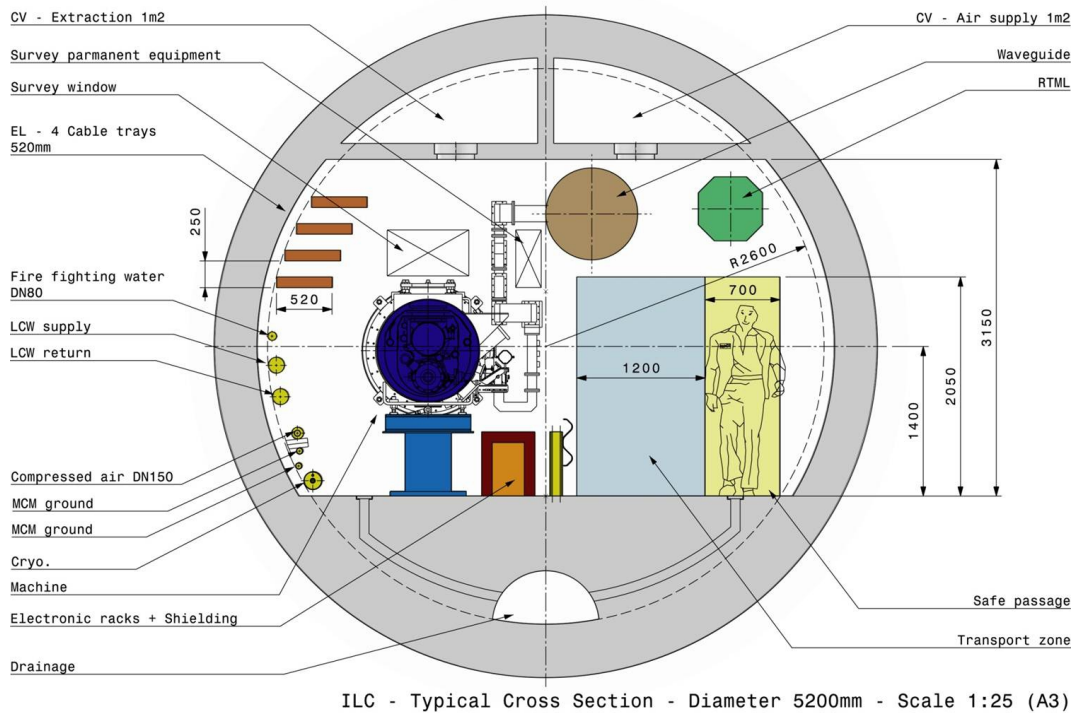 CV - Extraction 1m2
Survey parmanent equipment
Survey window
EL - 4 Cable trays
520mm
250
520
Fire fighting water
DN80
LCW supply
LCW return
Compressed air DN150
MCM ground
MCM ground
Cryo.
Machine
Electronic racks + Shielding
Drainage
CV - Air supply 1m2
Waveguide
RTML
R2600
700
1200
3150
2050
1400
Safe passage
Transport zone
ILC - Typical Cross Section - Diameter 5200mm - Scale 1:25 (A3)